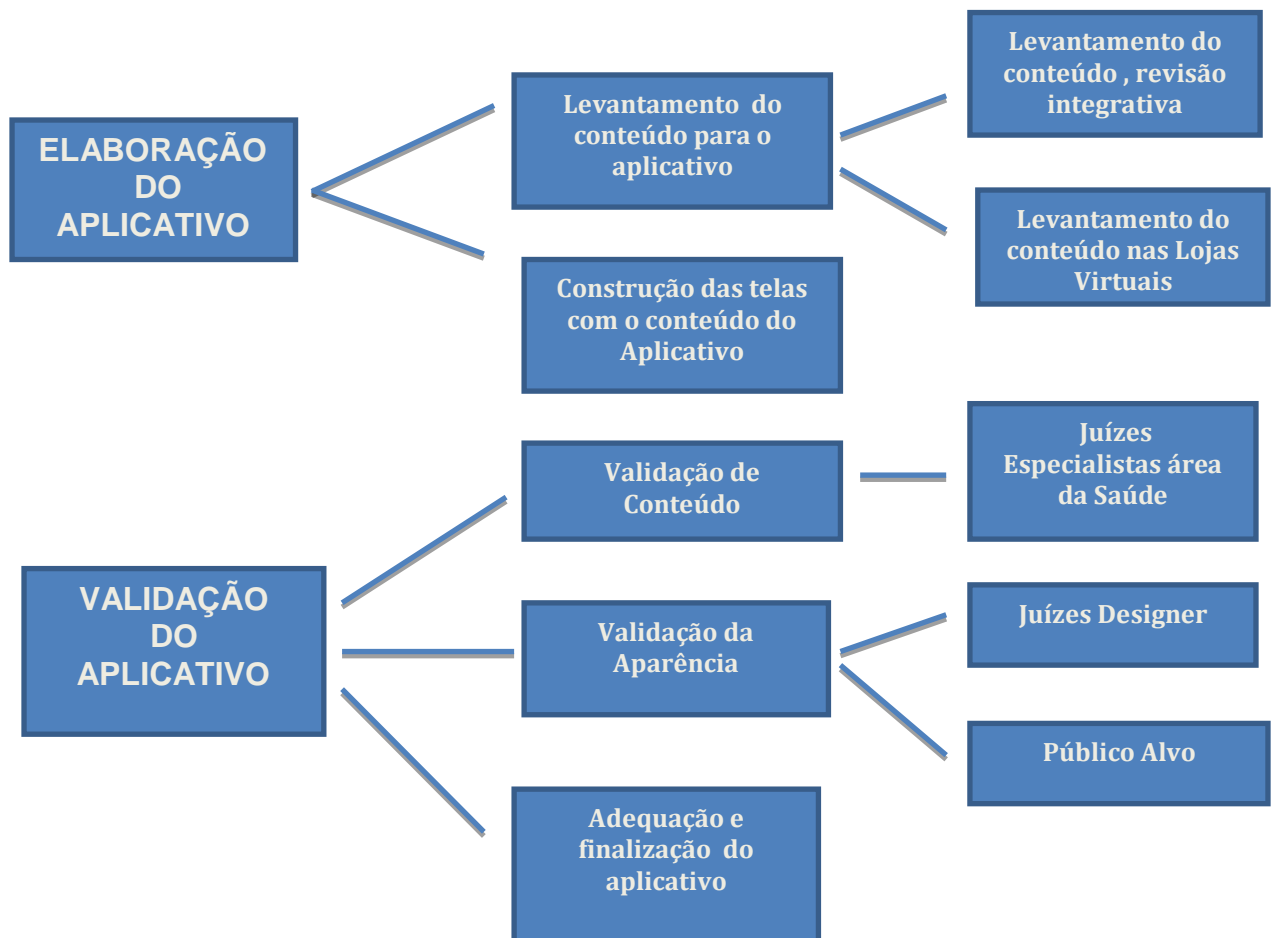 ELABORAÇÃO
DO
APLICATIVO
Levantamento do
conteúdo para o
aplicativo
Levantamento do
conteúdo , revisão
integrativa
Levantamento do
conteúdo nas Lojas
Virtuais
Construção das telas
com o conteúdo do
Aplicativo
VALIDAÇÃO
DO
APLICATIVO
Validação de
Conteúdo
Juízes
Especialistas área
da Saúde
Validação da
Aparência
Juízes Designer
Público Alvo
Adequação e
finalização do
aplicativo